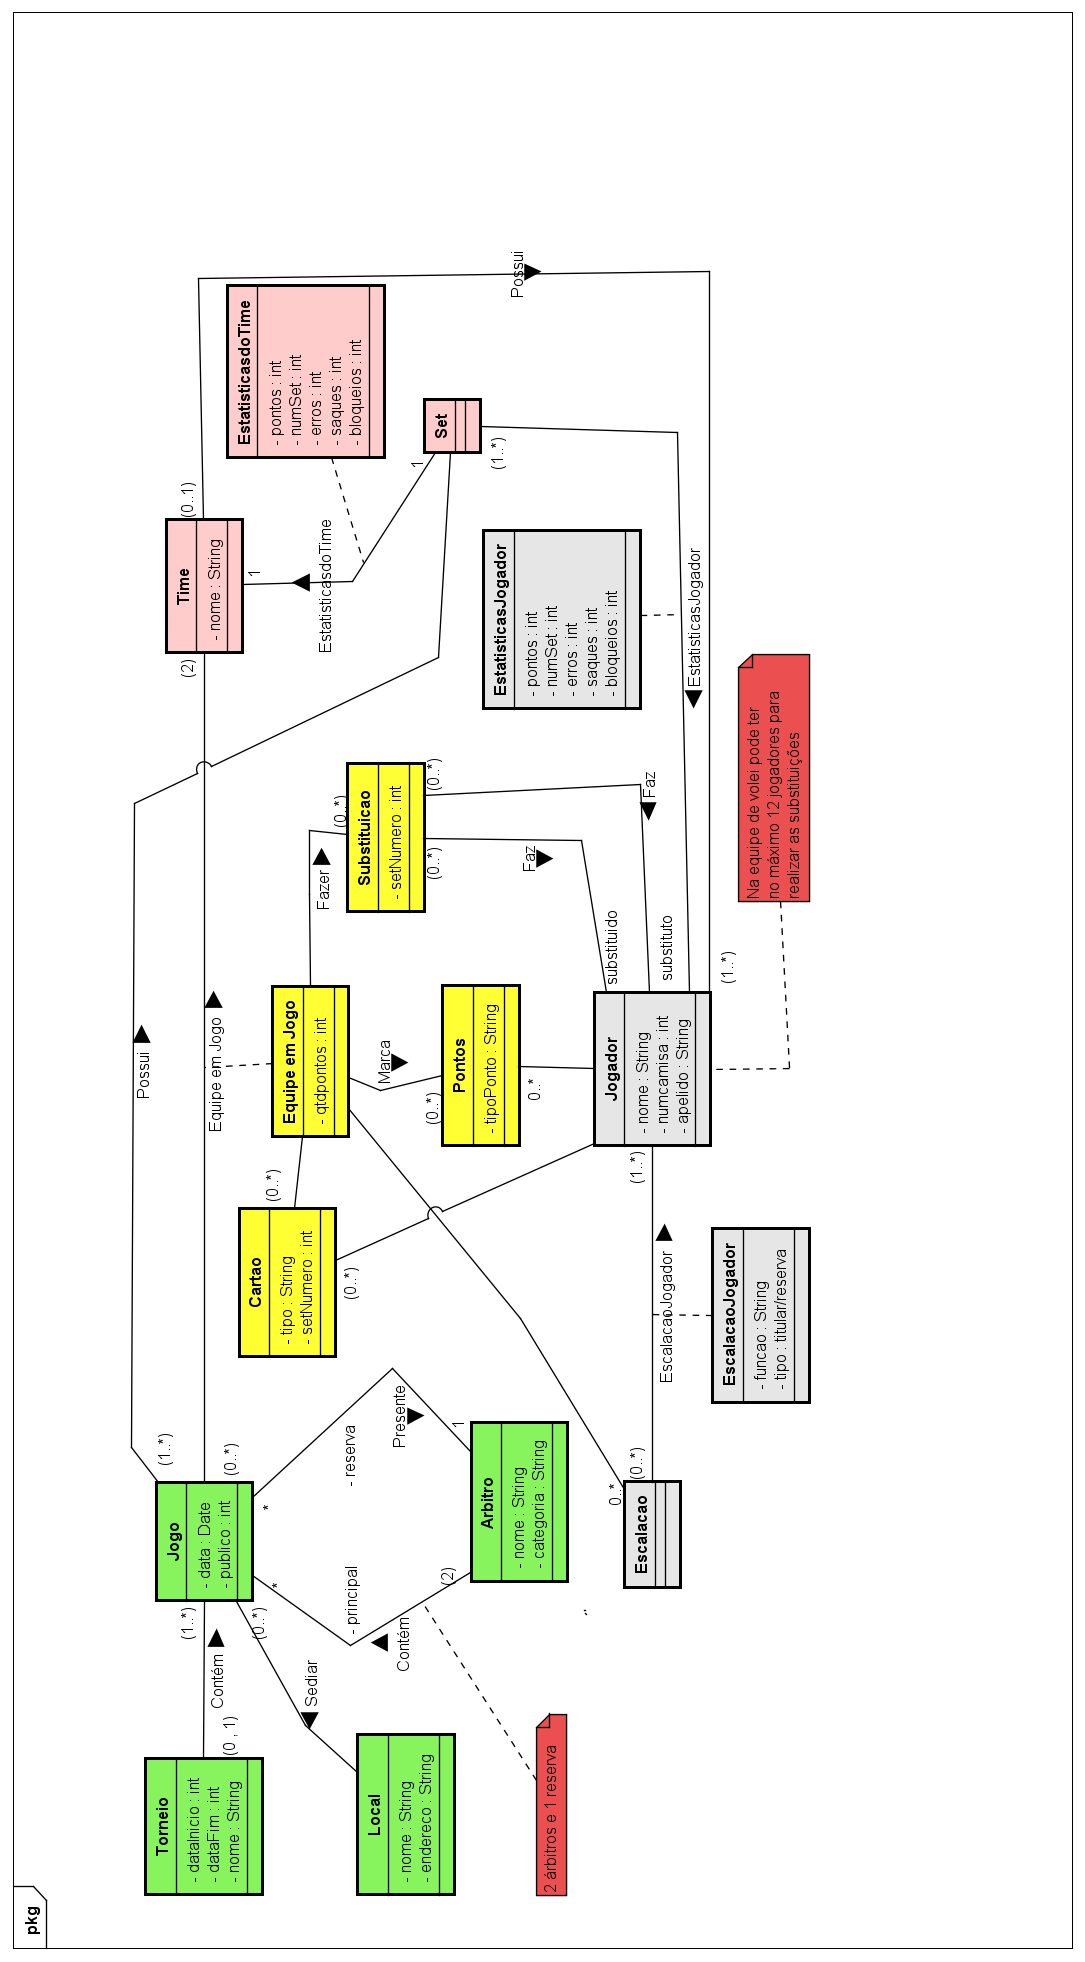 pkg
Torneio
- dataInicio : int
- dataFim : int
- nome : String
(0 , 1)
Contém
(1..*)
Jogo
- data : Date
- publico : int
(1..*)
(0..*)
Possui
Equipe em Jogo
(2)
Time
- nome : String
(0..1)
1
EstatisticasdoTime
EstatisticasdoTime
- pontos : int
- numSet : int
- erros : int
- saques : int
- bloqueios : int
1
Set
(1..*)
Possui
Local
- nome : String
- endereco : String
Sediar
(0..*)
*
- principal
Contém
(2)
*
- reserva
Presente
1
Arbitro
- nome : String
- categoria : String
2 árbitros e 1 reserva
Cartao
- tipo : String
- setNumero : int
(0..*)
(0..*)
Equipe em Jogo
- qtdpontos : int
Fazer
(0..*)
Substituicao
- setNumero : int
(0..*)
(0..*)
Faz
Faz
substituido
substituto
Marca
(0..*)
Pontos
- tipoPonto : String
0..*
EstatisticasJogador
- pontos : int
- numSet : int
- erros : int
- saques : int
- bloqueios : int
EstatisticasJogador
Escalacao
0..*
(0..*)
EscalacaoJogador
(1..*)
Jogador
- nome : String
- numcamisa : int
- apelido : String
(1..*)
EscalacaoJogador
- funcao : String
- tipo : titular/reserva
Na equipe de volei pode ter
no máximo 12 jogadores para
realizar as substituições